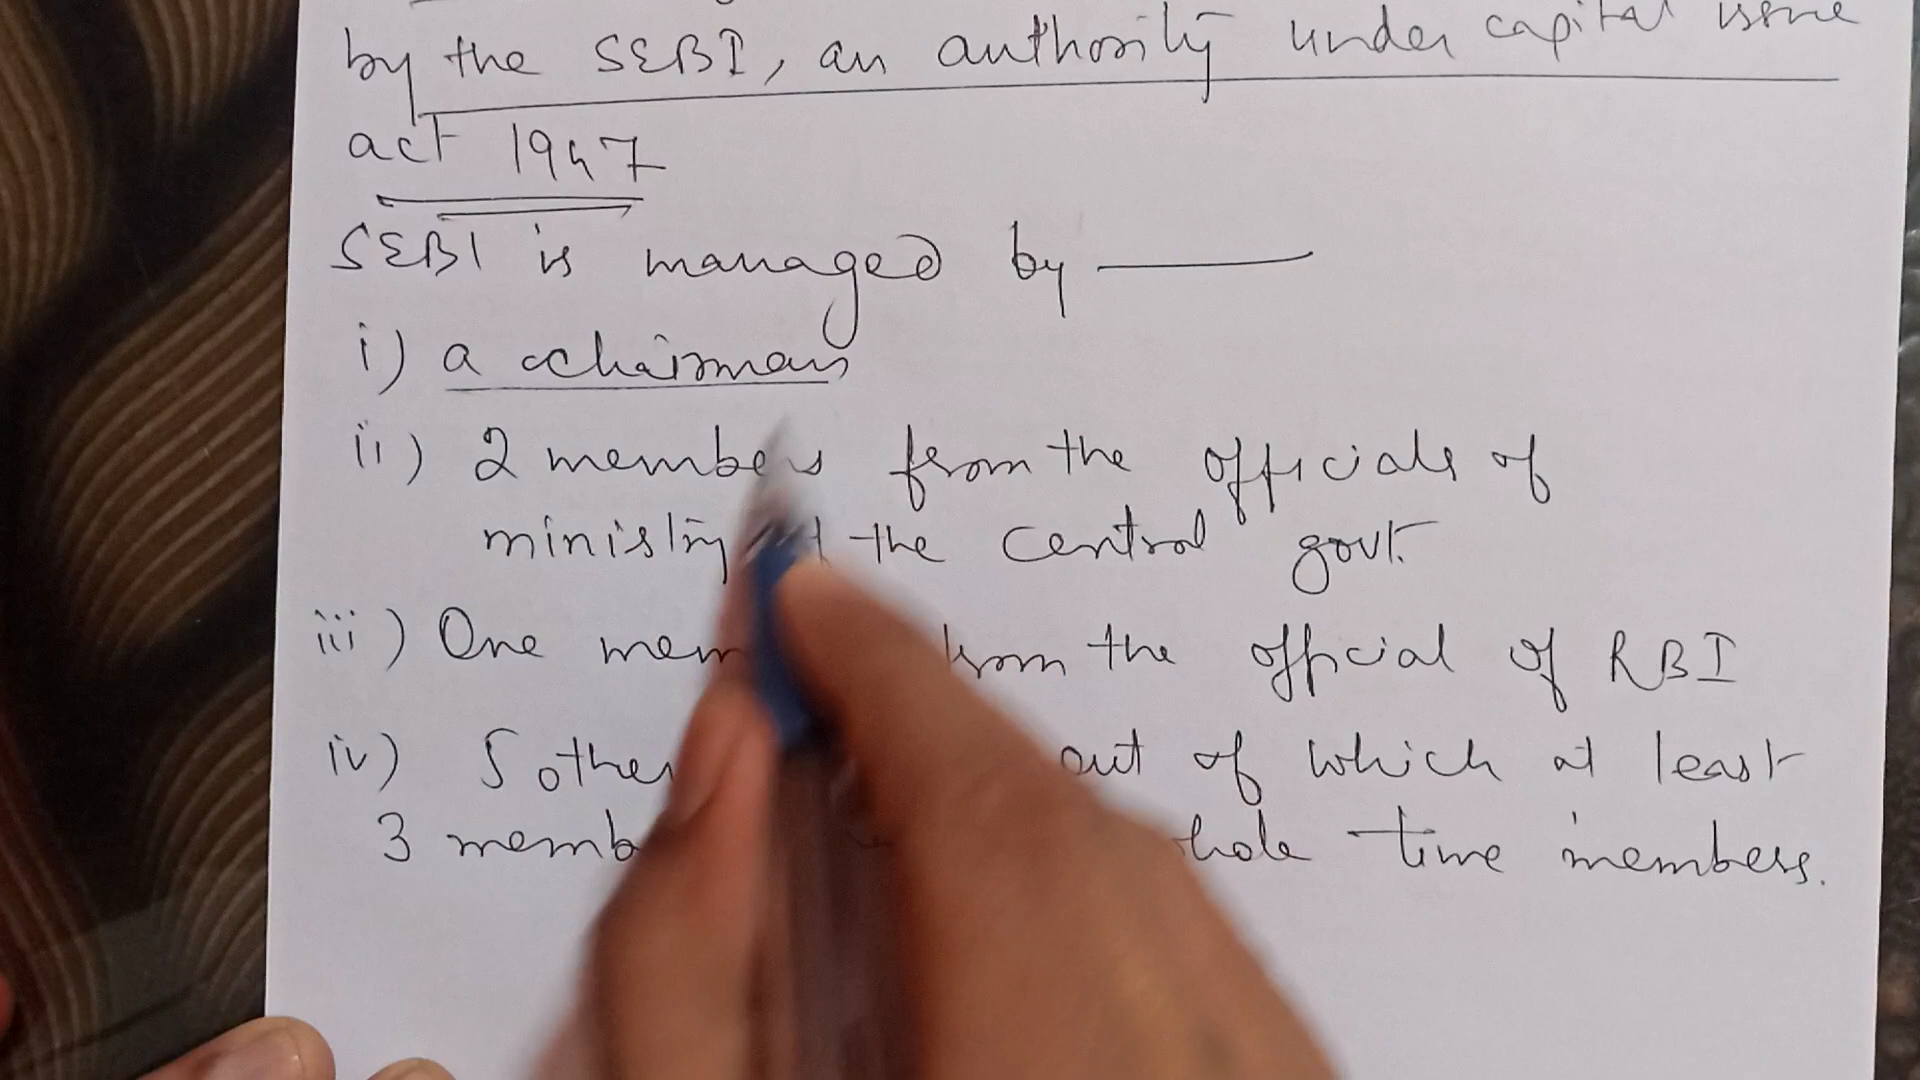 by the SEBI, an authority under capital issue
act 1947
SEBI is managed by
i) a chairman
ii) 2 members from the officials of
ministry of the central govt.
iii) One from the official of RBI
iv) 5 other out of which at least
3 time members.